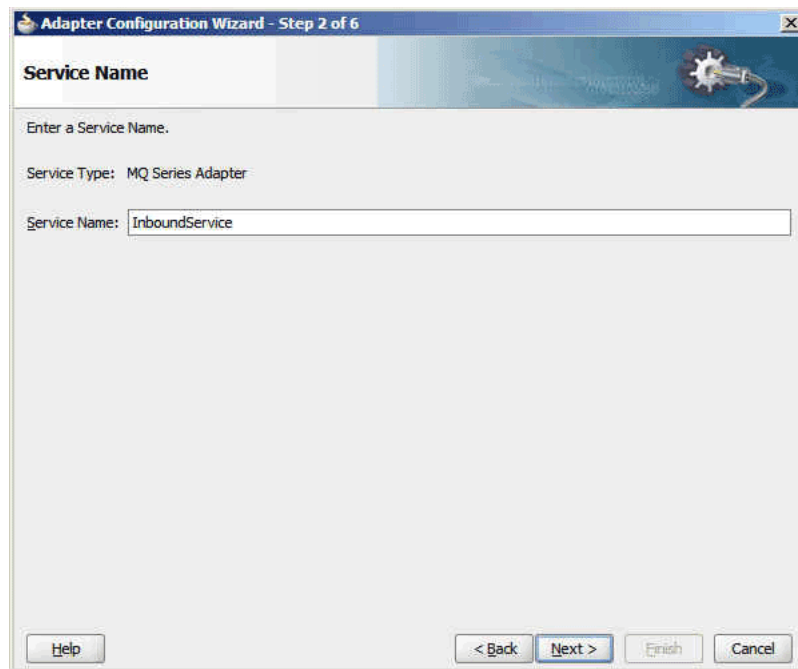 Adapter Configuration Wizard - Step 2 of 6
Service Name
Enter a Service Name.
Service Type: MQ Series Adapter
Service Name: InboundService
Help < Back Next > Finish Cancel